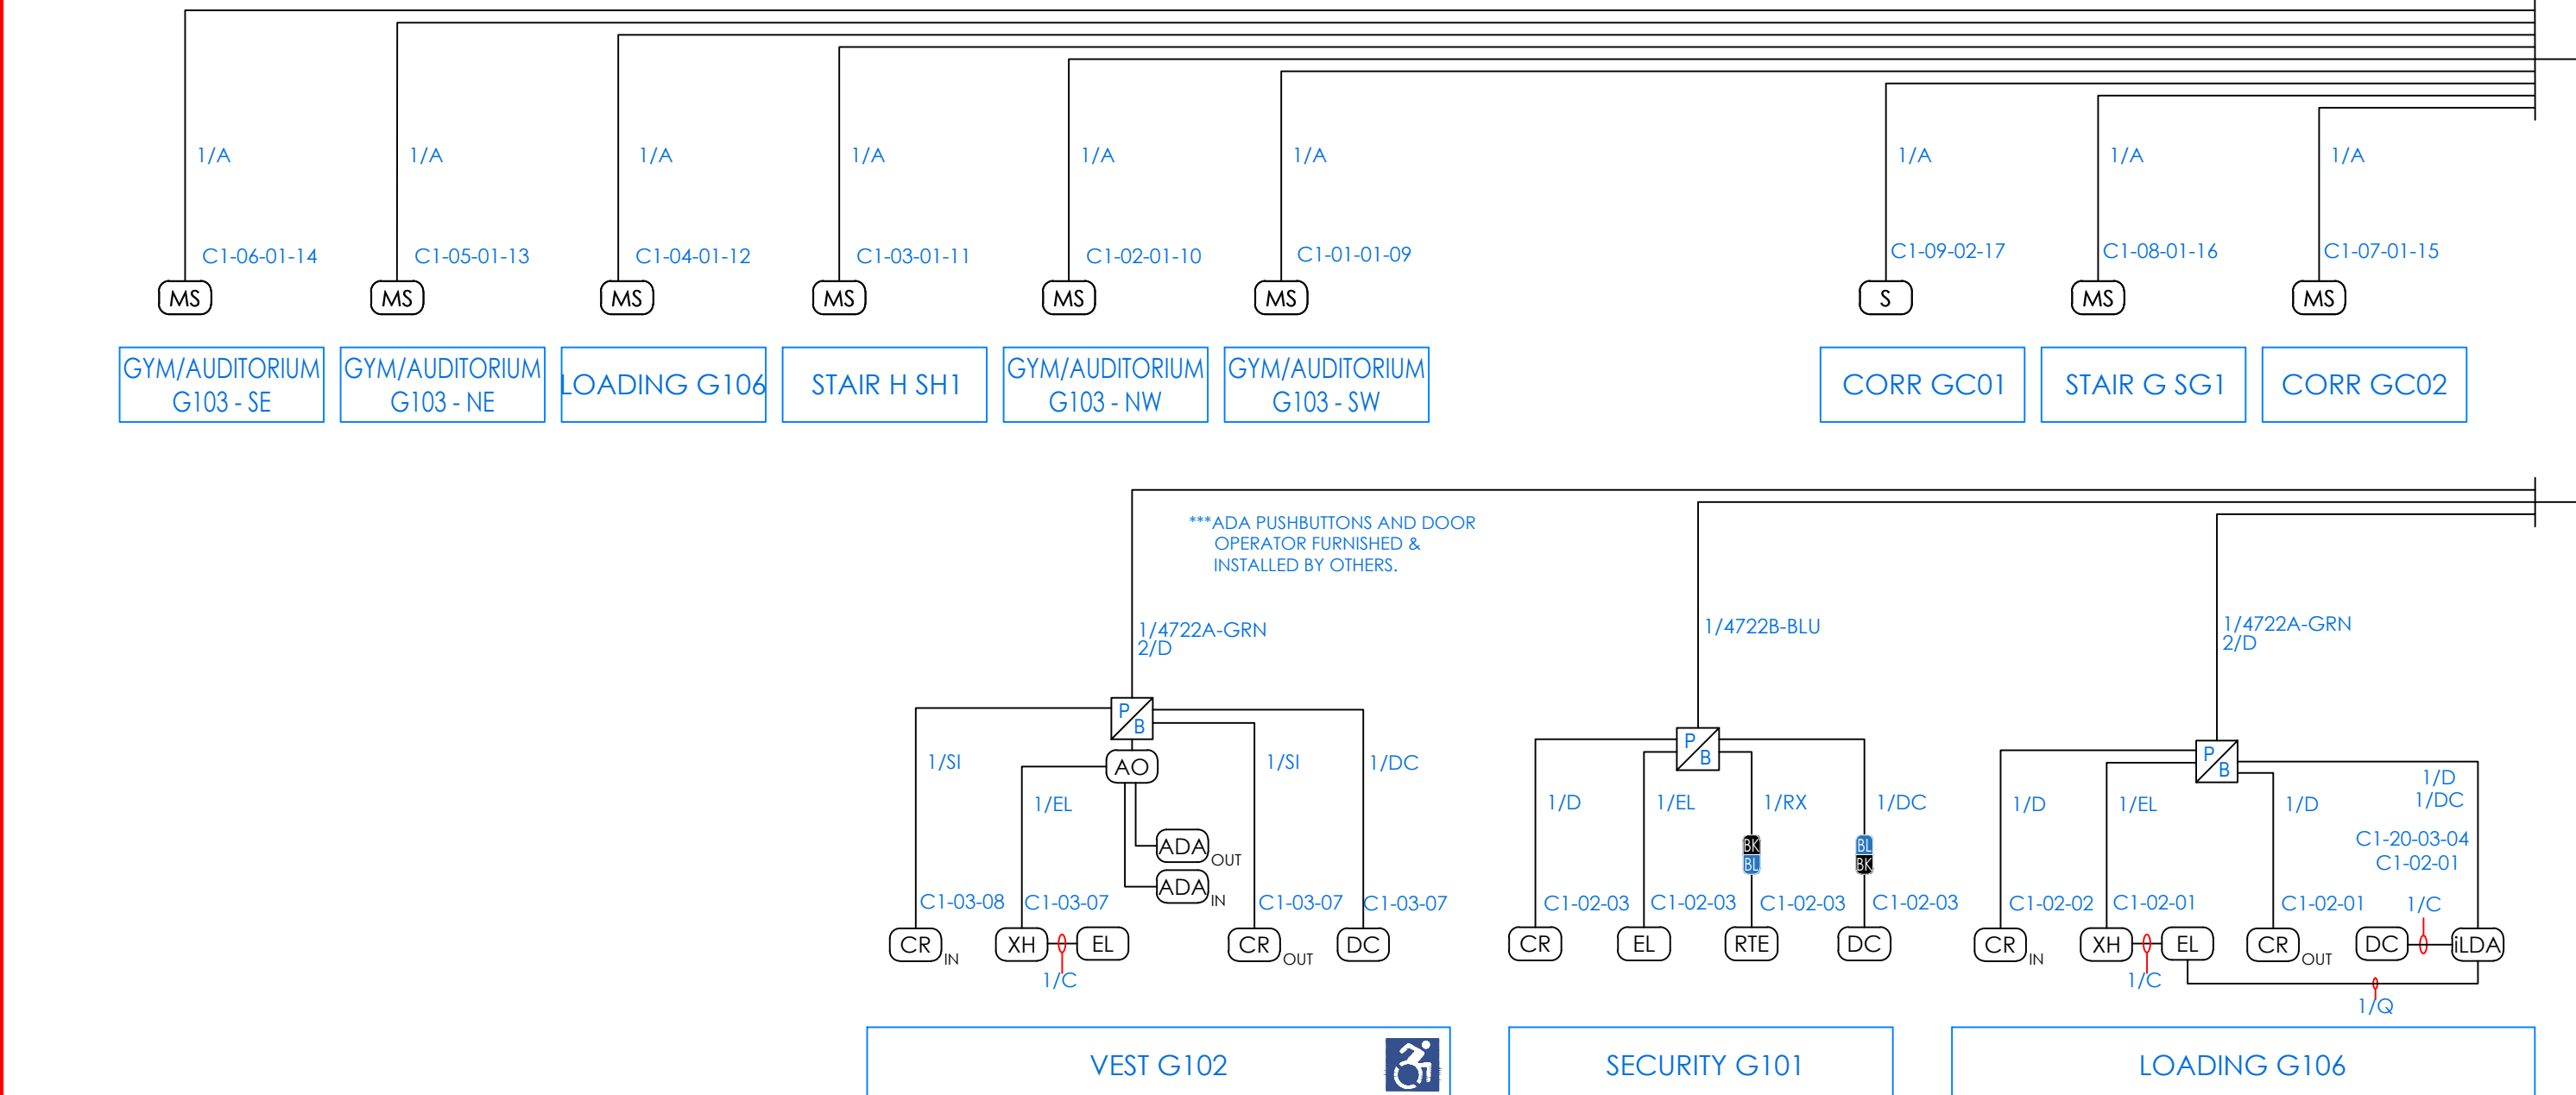 1/A
1/A
1/A
1/A
1/A
1/A
1/A
1/A
1/A
C1-06-01-14
C1-05-01-13
C1-04-01-12
C1-03-01-11
C1-02-01-10
C1-01-01-09
C1-09-02-17
C1-08-01-16
C1-07-01-15
MS
MS
MS
MS
MS
MS
S
MS
MS
GYM/AUDITORIUM
G103 - SE
GYM/AUDITORIUM
G103 - NE
LOADING G106
STAIR H SH1
GYM/AUDITORIUM
G103 - NW
GYM/AUDITORIUM
G103 - SW
CORR GC01
STAIR G SG1
CORR GC02
***ADA PUSHBUTTONS AND DOOR
OPERATOR FURNISHED &
INSTALLED BY OTHERS.
1/4722A-GRN
2/D
P
B
AO
1/SI
1/EL
1/SI
1/DC
ADA OUT
ADA IN
C1-03-08
C1-03-07
C1-03-07
C1-03-07
CR IN
XH
EL
CR OUT
DC
1/C
VEST G102
1/4722B-BLU
P
B
1/D
1/EL
1/RX
1/DC
BK
BL
BL
BK
C1-02-03
C1-02-03
C1-02-03
C1-02-03
CR
EL
RTE
DC
SECURITY G101
1/4722A-GRN
2/D
P
B
1/D
1/EL
1/D
1/D
1/DC
C1-20-03-04
C1-02-01
C1-02-02
C1-02-01
C1-02-01
1/C
CR IN
XH
EL
CR OUT
DC
iLDA
1/C
1/Q
LOADING G106